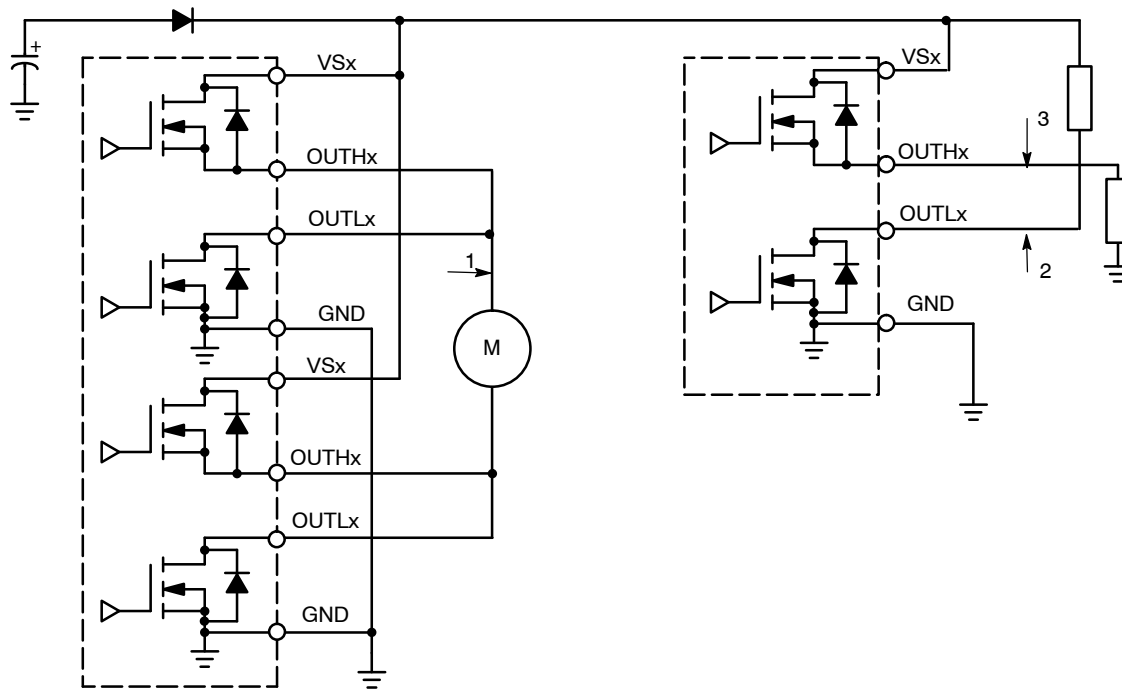 +
VSx
OUTHx
OUTLx
1
GND
M
VSx
OUTHx
OUTLx
GND
VSx
3
OUTHx
OUTLx
2
GND